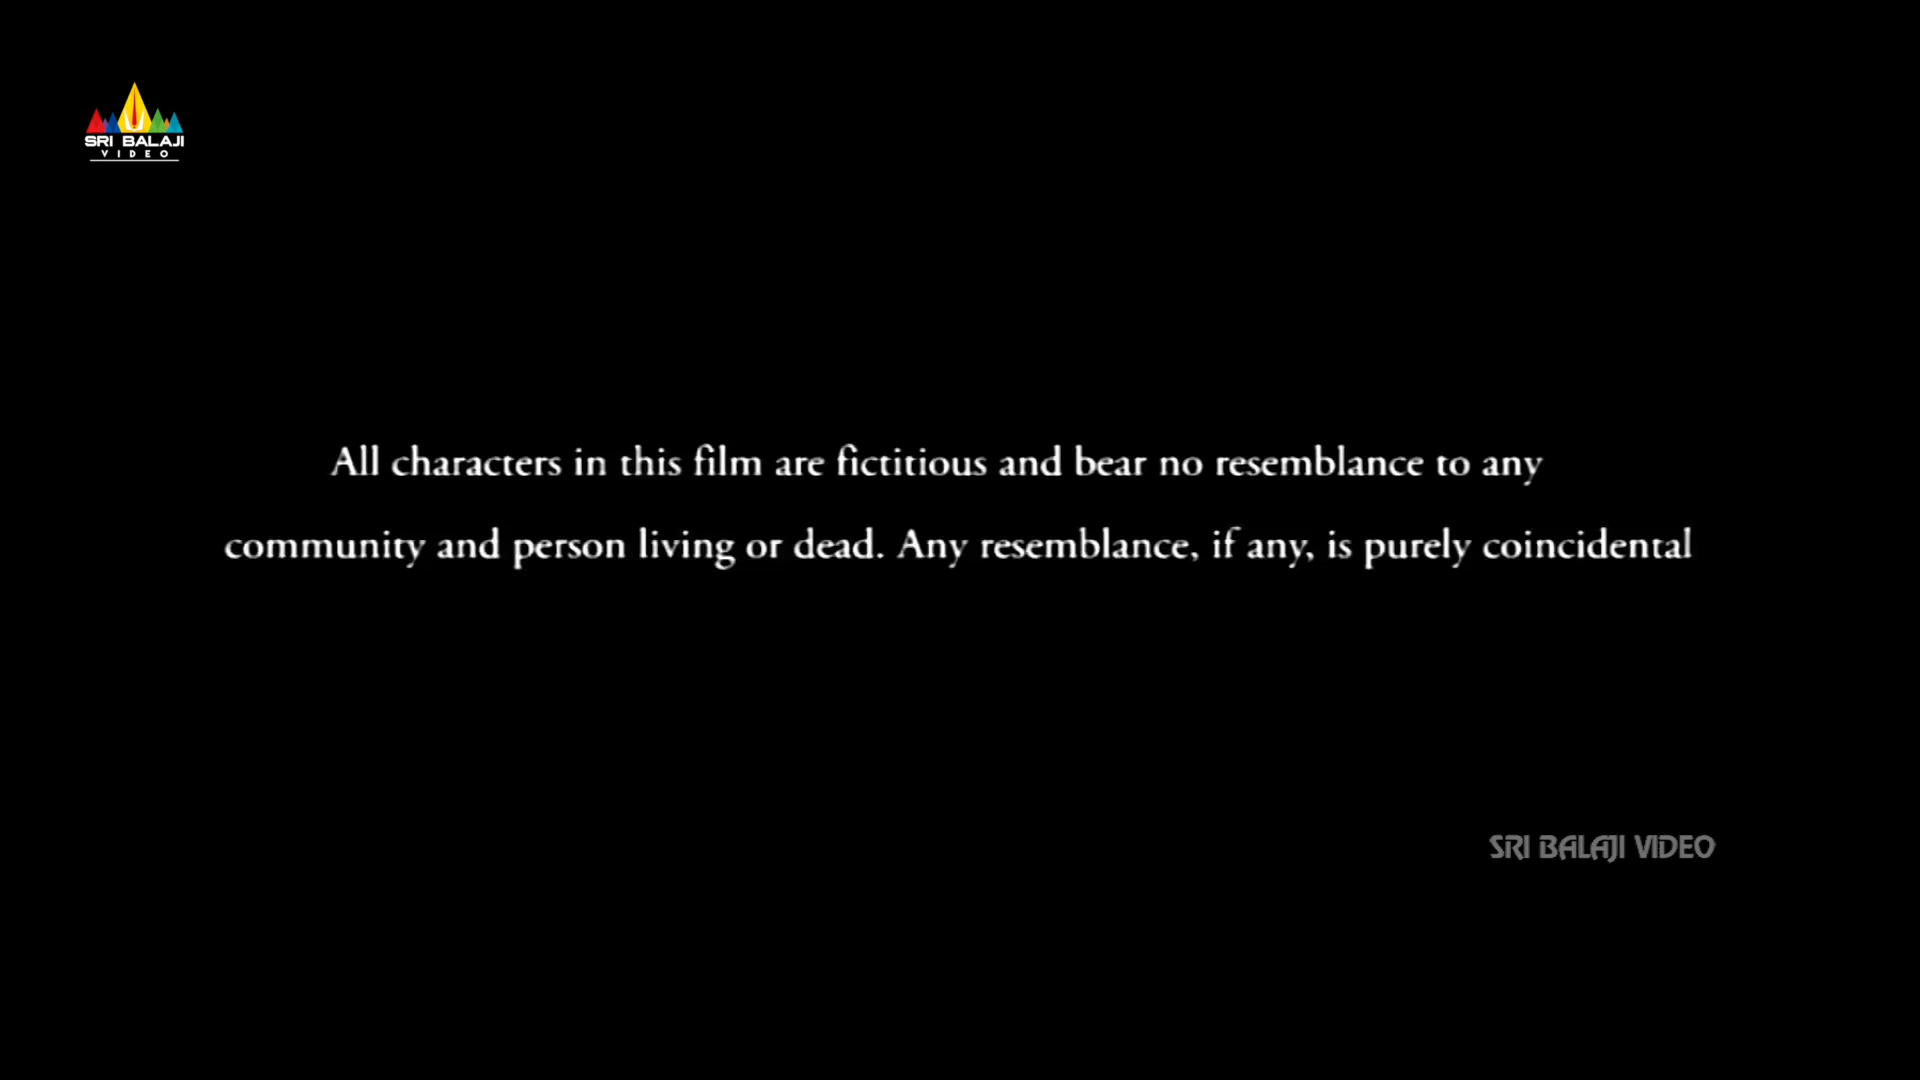 SRI BALAJI
VIDEO
All characters in this film are fictitious and bear no resemblance to any
community and person living or dead. Any resemblance, if any, is purely coincidental
SRI BALAJI VIDEO